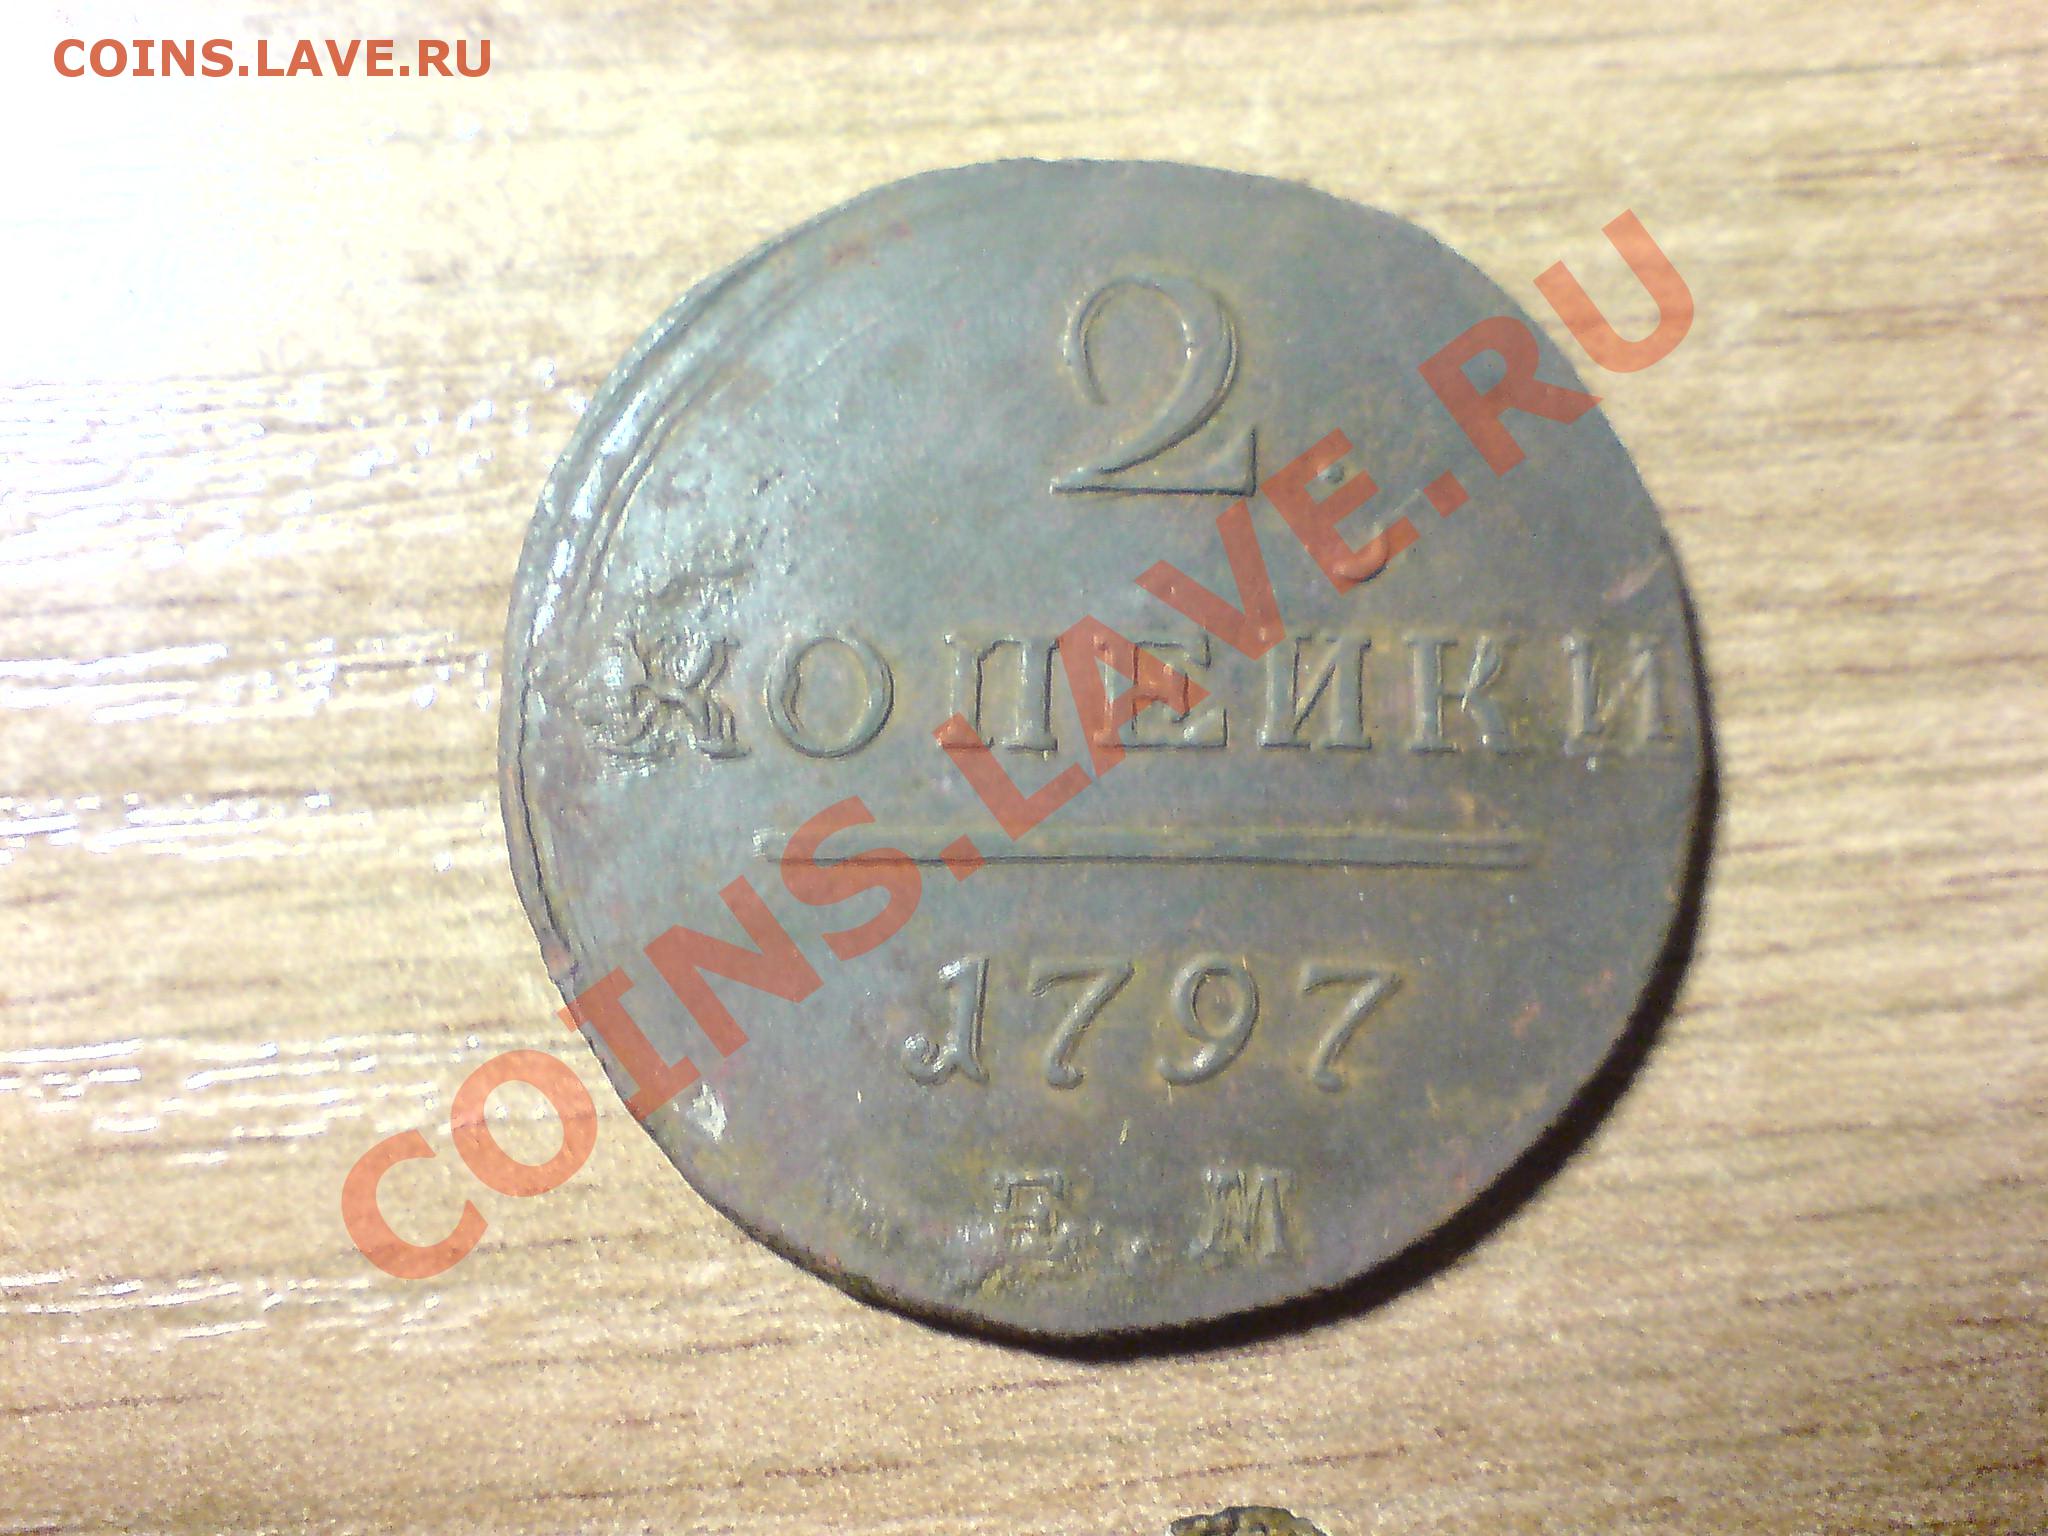 COINS.LAVE.RU
2
КОПЕЙКИ
1797
Е.М
COINS.LAVE.RU